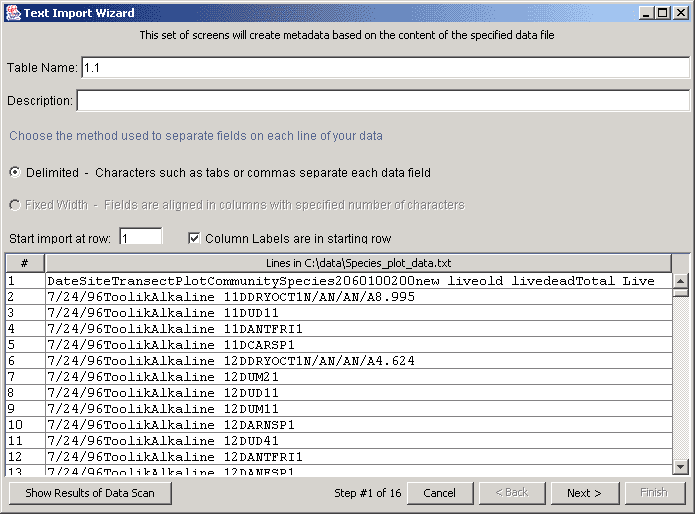 Text Import Wizard
This set of screens will create metadata based on the content of the specified data file
Table Name: 1.1
Description:
Choose the method used to separate fields on each line of your data
Delimited - Characters such as tabs or commas separate each data field
Fixed Width - Fields are aligned in columns with specified number of characters
Start import at row: 1 Column Labels are in starting row
# Lines in C:\data\Species_plot_data.txt
1 DateSiteTransectPlotCommunitySpecies2060100200new liveold livedeadTotal Live
2 7/24/96ToolikAlkaline 11DDRYOCT1N/AN/AN/A8.995
3 7/24/96ToolikAlkaline 11DUD11
4 7/24/96ToolikAlkaline 11DANTFRI1
5 7/24/96ToolikAlkaline 11DCARSP1
6 7/24/96ToolikAlkaline 12DDRYOCT1N/AN/AN/A4.624
7 7/24/96ToolikAlkaline 12DUM21
8 7/24/96ToolikAlkaline 12DUD11
9 7/24/96ToolikAlkaline 12DUM11
10 7/24/96ToolikAlkaline 12DARNSP1
11 7/24/96ToolikAlkaline 12DUD41
12 7/24/96ToolikAlkaline 12DANTFRI1
13 7/24/96ToolikAlkaline 12DANESP1
Show Results of Data Scan Step #1 of 16 Cancel < Back Next > Finish